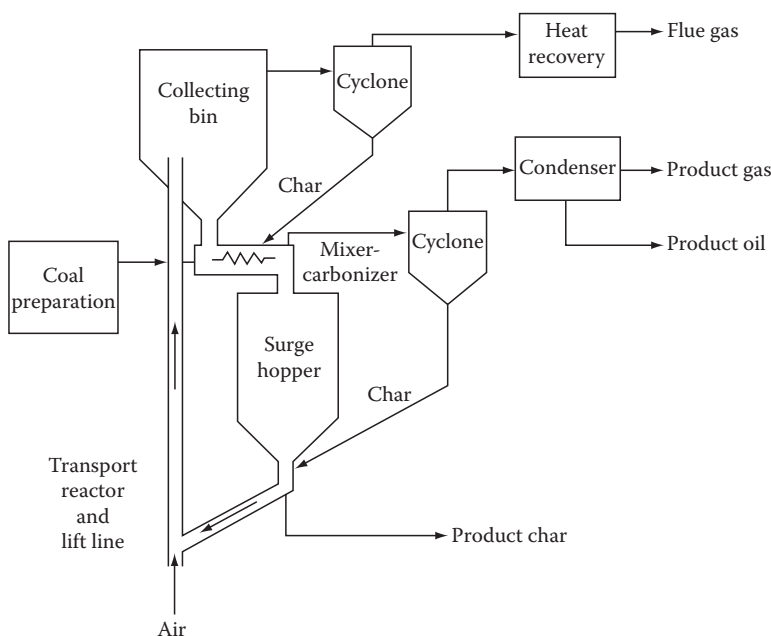 Heat
recovery
Flue gas
Cyclone
Collecting
bin
Condenser
Product gas
Char
Product oil
Cyclone
Mixer-
carbonizer
Coal
preparation
Surge
hopper
Char
Transport
reactor
and
lift line
Product char
Air